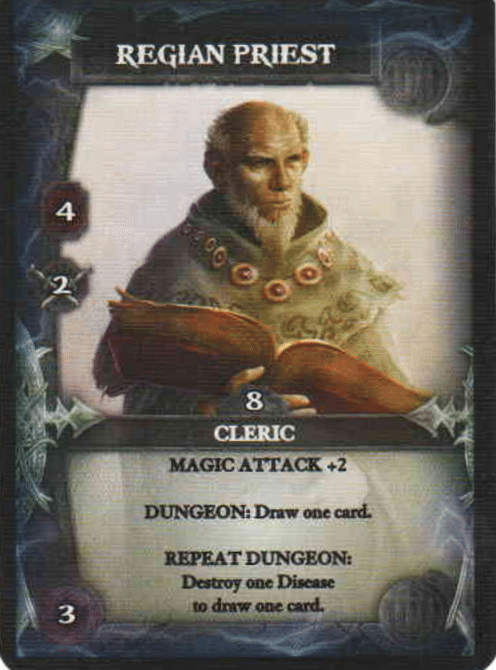 REGIAN PRIEST
4
2
8
CLERIC
MAGIC ATTACK +2
DUNGEON: Draw one card.
REPEAT DUNGEON:
Destroy one Disease
to draw one card.
3